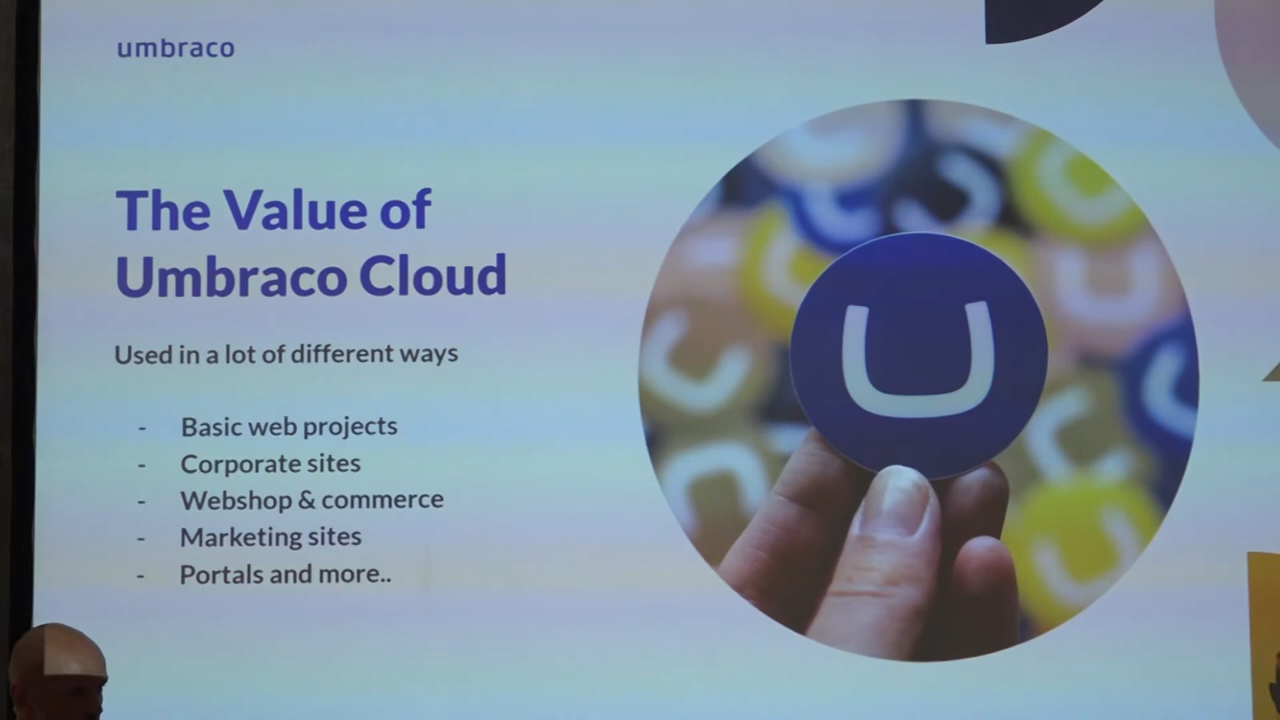 umbraco
The Value of
Umbraco Cloud
Used in a lot of different ways
- Basic web projects
- Corporate sites
- Webshop & commerce
- Marketing sites
- Portals and more..